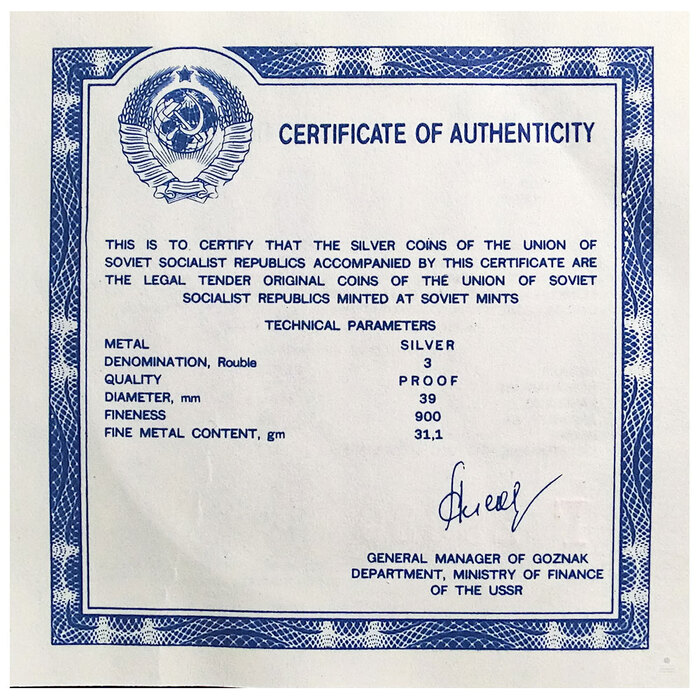 CERTIFICATE OF AUTHENTICITY
THIS IS TO CERTIFY THAT THE SILVER COINS OF THE UNION OF
SOVIET SOCIALIST REPUBLICS ACCOMPANIED BY THIS CERTIFICATE ARE
THE LEGAL TENDER ORIGINAL COINS OF THE UNION OF SOVIET
SOCIALIST REPUBLICS MINTED AT SOVIET MINTS
TECHNICAL PARAMETERS
METAL SILVER
DENOMINATION, Rouble 3
QUALITY PROOF
DIAMETER, mm 39
FINENESS 900
FINE METAL CONTENT, gm 31,1
GENERAL MANAGER OF GOZNAK
DEPARTMENT, MINISTRY OF FINANCE
OF THE USSR